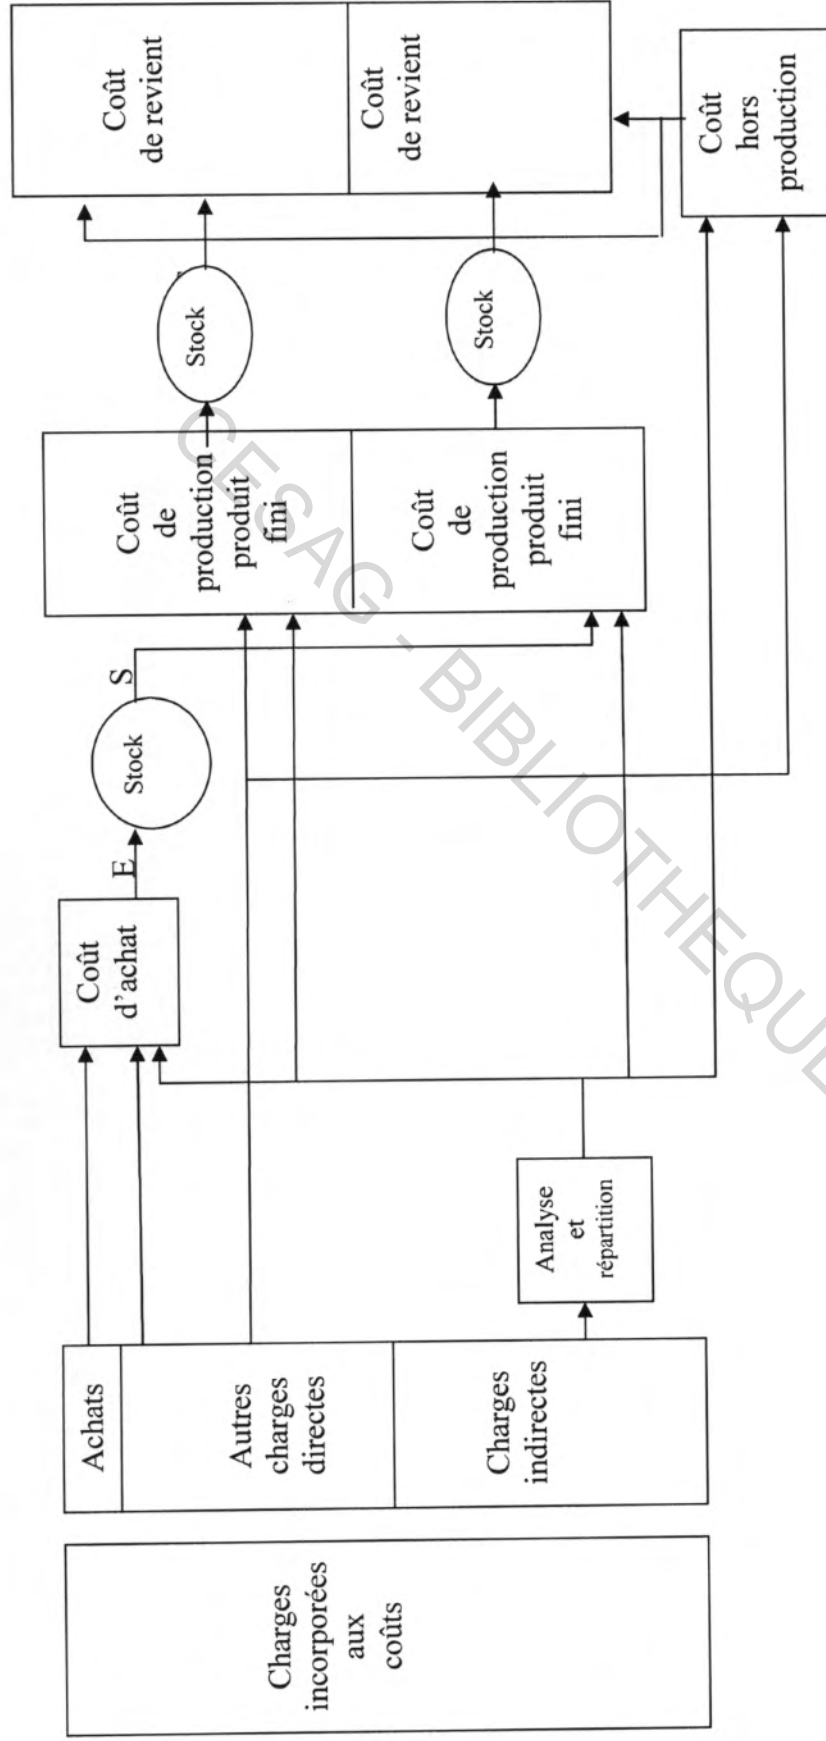 Charges
incorporées
aux
coûts
Achats
Autres
charges
directes
Charges
indirectes
Analyse
et
répartition
Coût
d'achat
E
Stock
S
Coût
de
production
produit
fini
Coût
de
production
produit
fini
Stock
Stock
Coût
de revient
Coût
de revient
Coût
hors
production
CESAG - BIBLIOTHEQUE